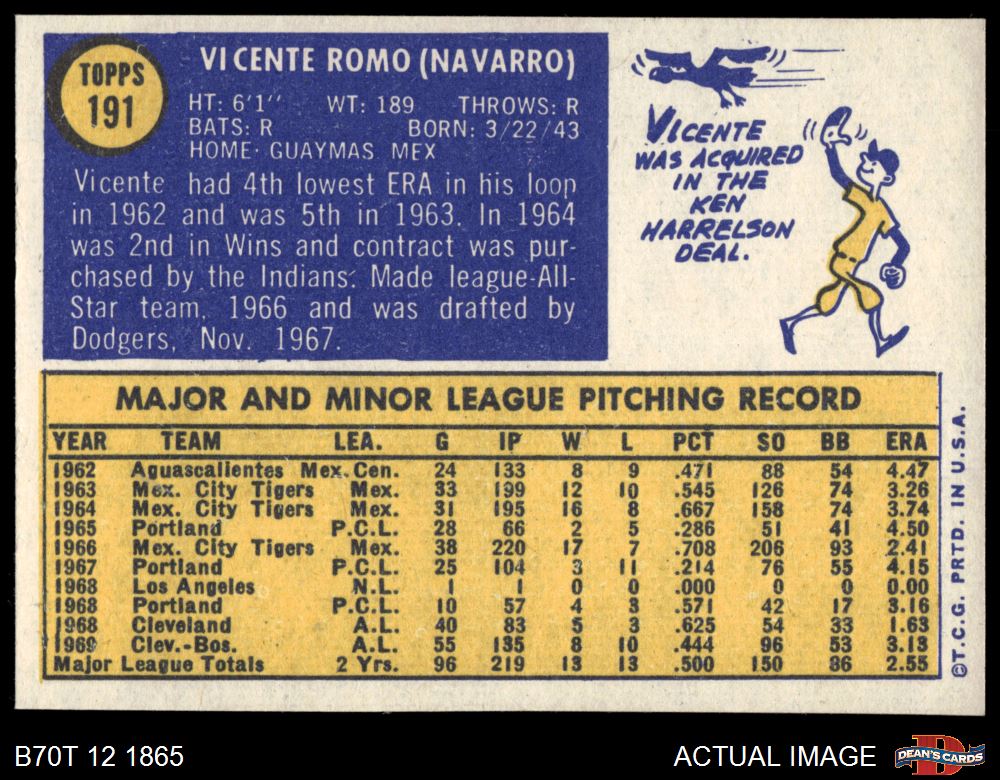 TOPPS
191
VICENTE ROMO (NAVARRO)
HT: 6'1'' WT: 189 THROWS: R
BATS: R BORN: 3/22/43
HOME· GUAYMAS MEX
Vicente had 4th lowest ERA in his loop
in 1962 and was 5th in 1963. In 1964
was 2nd in Wins and contract was pur-
chased by the Indians. Made league-All-
Star team, 1966 and was drafted by
Dodgers, Nov. 1967.
VICENTE
WAS ACQUIRED
IN THE
KEN
HARRELSON
DEAL.
MAJOR AND MINOR LEAGUE PITCHING RECORD
YEAR TEAM LEA. G IP W L PCT SO BB ERA
1962 Aguascalientes Mex. Cen. 24 133 8 9 .471 88 54 4.47
1963 Mex. City Tigers Mex. 33 199 12 10 .545 126 74 3.26
1964 Mex. City Tigers Mex. 31 195 16 8 .667 158 74 3.74
1965 Portland P.C.L. 28 66 2 5 .286 51 41 4.50
1966 Mex. City Tigers Mex. 38 220 17 7 .708 206 93 2.41
1967 Portland P.C.L. 25 104 3 11 .214 76 55 4.15
1968 Los Angeles N.L. 1 1 0 0 .000 0 0 0.00
1968 Portland P.C.L. 10 57 4 3 .571 42 17 3.16
1968 Cleveland A.L. 40 83 5 3 .625 54 33 1.63
1969 Clev.-Bos. A.L. 55 135 8 10 .444 96 53 3.13
Major League Totals 2 Yrs. 96 219 13 13 .500 150 86 2.55
©T.C.G. PRTD. IN U.S.A.
B70T 12 1865
ACTUAL IMAGE
D
DEAN'S CARDS